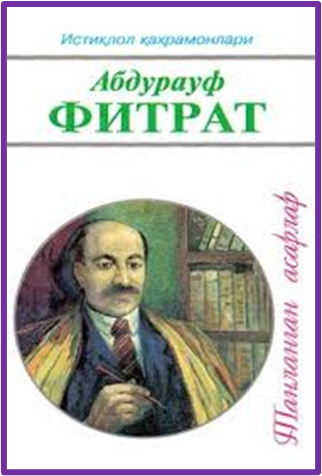 Истиқлол қаҳрамонлари
Абдурауф
ФИТРАТ
Танланган асарлар